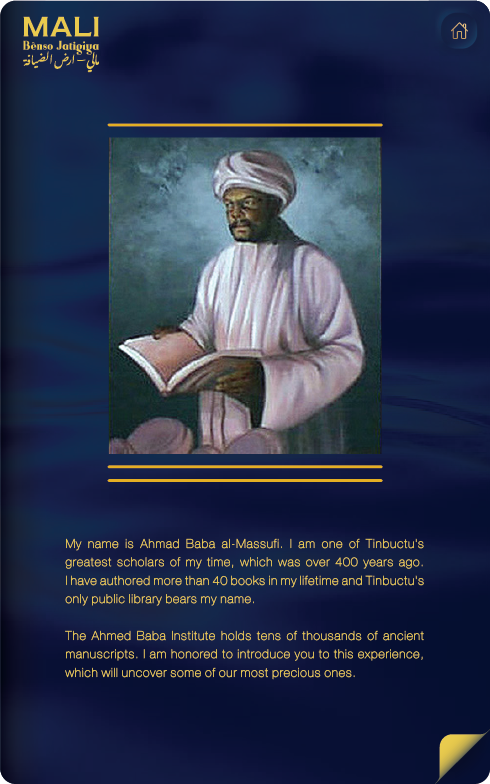 MALI
Bènso Jatigiya
مالي – ارض الضيافة
My name is Ahmad Baba al-Massufi. I am one of Tinbuctu's
greatest scholars of my time, which was over 400 years ago.
I have authored more than 40 books in my lifetime and Tinbuctu's
only public library bears my name.
The Ahmed Baba Institute holds tens of thousands of ancient
manuscripts. I am honored to introduce you to this experience,
which will uncover some of our most precious ones.